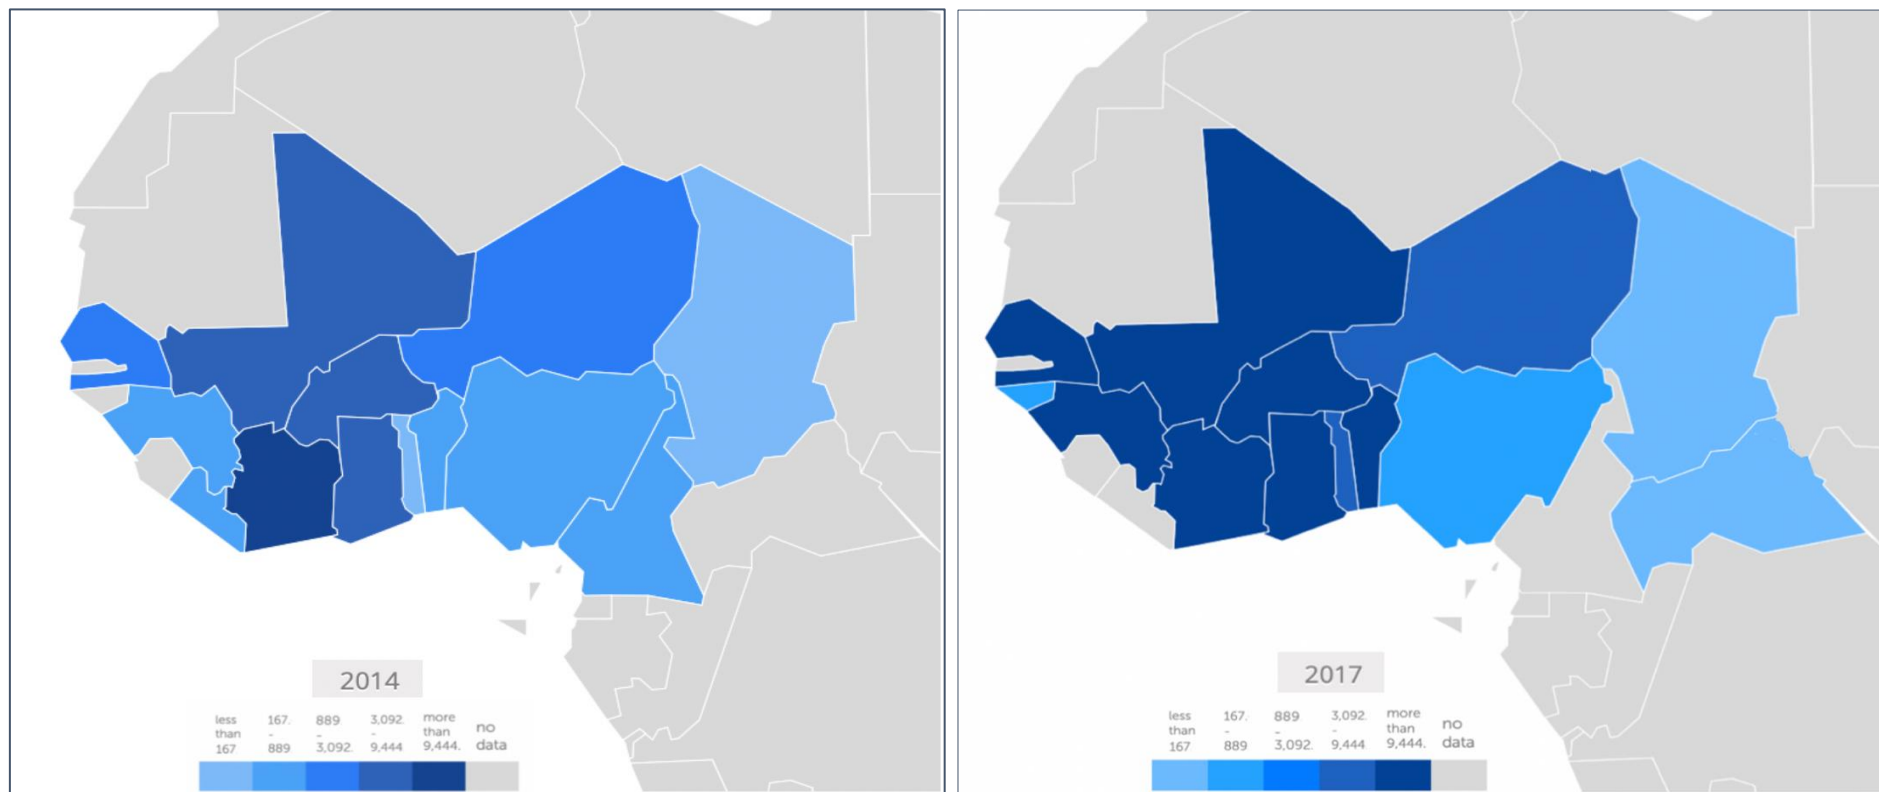 2014
less 167. 889 3,092. more no
than - - - than data
167 889 3,092. 9,444 9,444.
2017
less 167. 889 3,092. more no
than - - - than data
167 889 3,092. 9,444. 9,444.